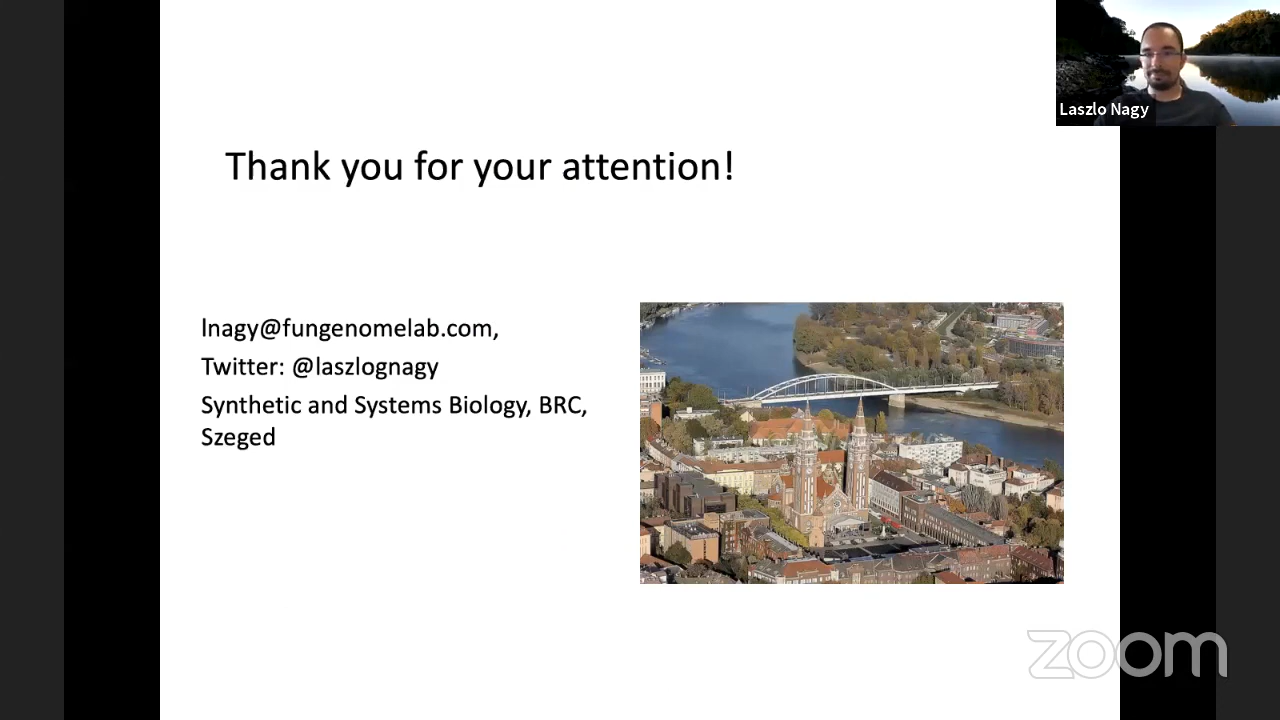 Laszlo Nagy
Thank you for your attention!
lnagy@fungenomelab.com,
Twitter: @laszlognagy
Synthetic and Systems Biology, BRC,
Szeged
zoom